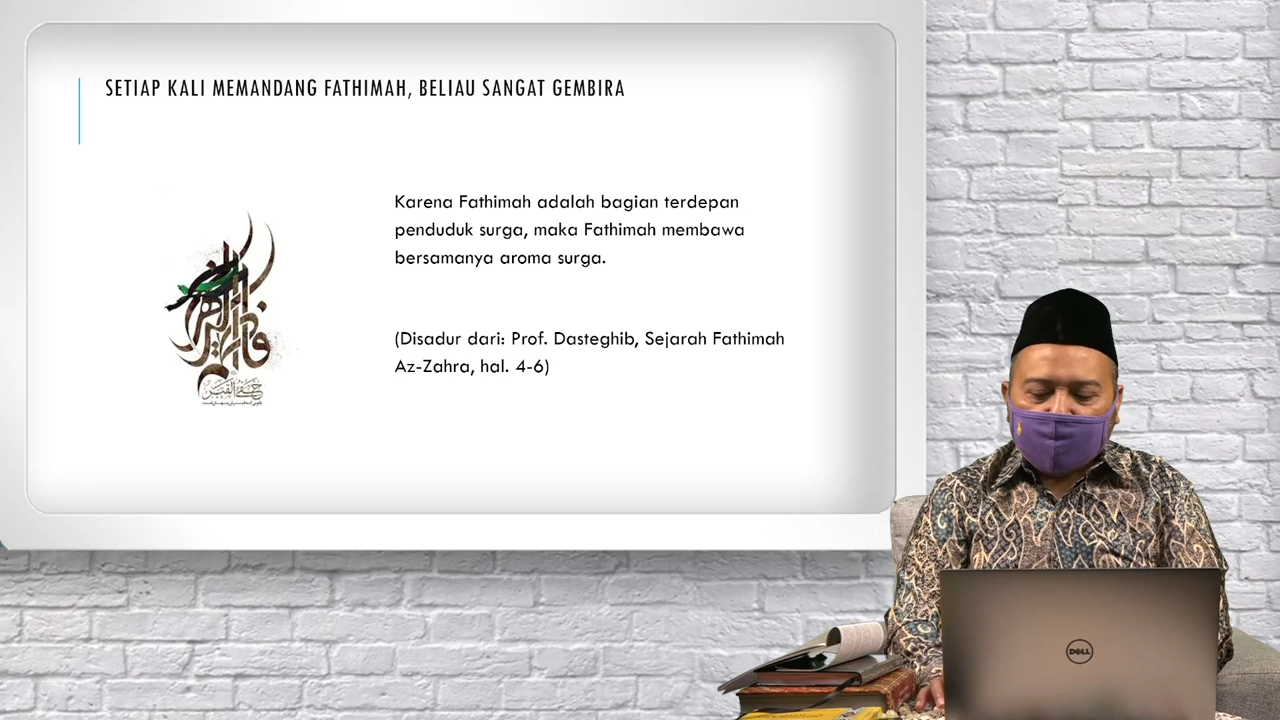 SETIAP KALI MEMANDANG FATHIMAH, BELIAU SANGAT GEMBIRA
Karena Fathimah adalah bagian terdepan
penduduk surga, maka Fathimah membawa
bersamanya aroma surga.
(Disadur dari: Prof. Dasteghib, Sejarah Fathimah
Az-Zahra, hal. 4-6)
DELL